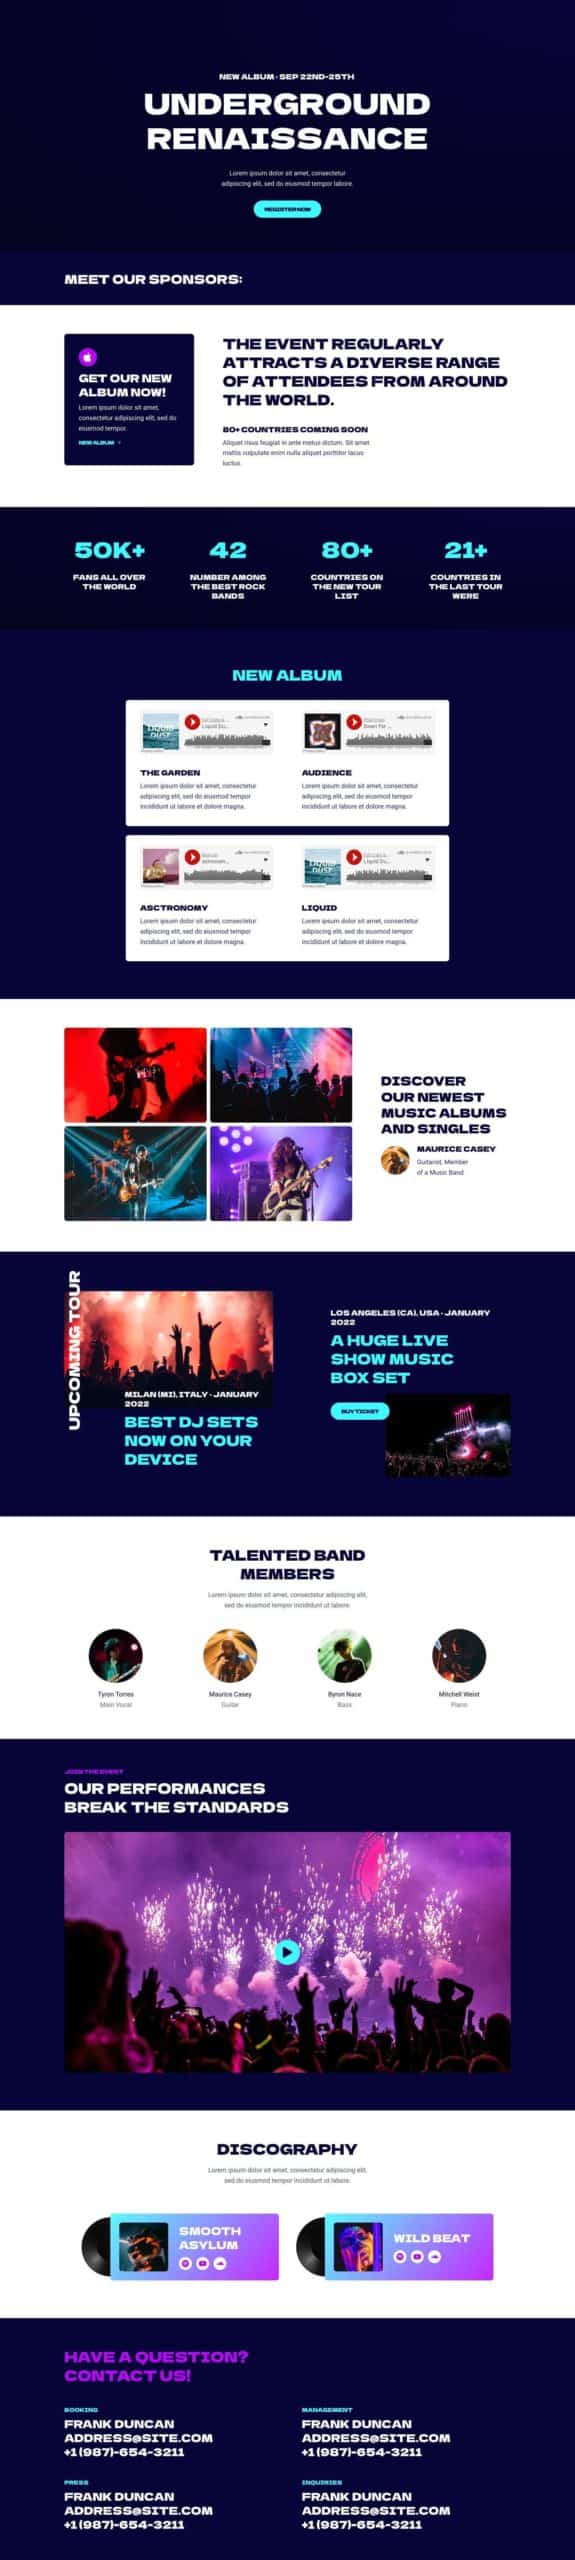 NEW ALBUM - SEP 22ND-25TH
UNDERGROUND
RENAISSANCE
Lorem ipsum dolor sit amet, consectetur
adipiscing elit, sed do eiusmod tempor labore.
REGISTER NOW
MEET OUR SPONSORS:
GET OUR NEW
ALBUM NOW!
Lorem ipsum dolor sit amet,
consectetur adipiscing elit, sed do
eiusmod tempor.
NEW ALBUM
THE EVENT REGULARLY
ATTRACTS A DIVERSE RANGE
OF ATTENDEES FROM AROUND
THE WORLD.
80+ COUNTRIES COMING SOON
Aliquet risus feugiat in ante metus dictum. Sit amet
mattis vulputate enim nulla aliquet porttitor lacus
luctus.
50K+
FANS ALL OVER
THE WORLD
42
NUMBER AMONG
THE BEST ROCK
BANDS
80+
COUNTRIES ON
THE NEW TOUR
LIST
21+
COUNTRIES IN
THE LAST TOUR
WERE
NEW ALBUM
LIQUID
DUST
Liquid Du...
Down For ...
THE GARDEN
Lorem ipsum dolor sit amet, consectetur
adipiscing elit, sed do eiusmod tempor
incididunt ut labore et dolore magna.
AUDIENCE
Lorem ipsum dolor sit amet, consectetur
adipiscing elit, sed do eiusmod tempor
incididunt ut labore et dolore magna.
LIQUID
DUST
Liquid Du...
ASCTRONOMY
Lorem ipsum dolor sit amet, consectetur
adipiscing elit, sed do eiusmod tempor
incididunt ut labore et dolore magna.
LIQUID
Lorem ipsum dolor sit amet, consectetur
adipiscing elit, sed do eiusmod tempor
incididunt ut labore et dolore magna.
DISCOVER
OUR NEWEST
MUSIC ALBUMS
AND SINGLES
MAURICE CASEY
Guitarist, Member
of a Music Band
UPCOMING TOUR
MILAN (MI), ITALY - JANUARY
2022
BEST DJ SETS
NOW ON YOUR
DEVICE
LOS ANGELES (CA), USA - JANUARY
2022
A HUGE LIVE
SHOW MUSIC
BOX SET
BUY TICKET
TALENTED BAND
MEMBERS
Lorem ipsum dolor sit amet, consectetur adipiscing elit,
sed do eiusmod tempor incididunt ut labore.
Tyron Torres
Main Vocal
Maurice Casey
Guitar
Byron Nace
Bass
Mitchell Weist
Piano
JOIN THE EVENT
OUR PERFORMANCES
BREAK THE STANDARDS
DISCOGRAPHY
Lorem ipsum dolor sit amet, consectetur adipiscing elit,
sed do eiusmod tempor incididunt ut labore.
SMOOTH
ASYLUM
WILD BEAT
HAVE A QUESTION?
CONTACT US!
BOOKING
FRANK DUNCAN
ADDRESS@SITE.COM
+1 (987)-654-3211
MANAGEMENT
FRANK DUNCAN
ADDRESS@SITE.COM
+1 (987)-654-3211
PRESS
FRANK DUNCAN
ADDRESS@SITE.COM
+1 (987)-654-3211
INQUIRIES
FRANK DUNCAN
ADDRESS@SITE.COM
+1 (987)-654-3211